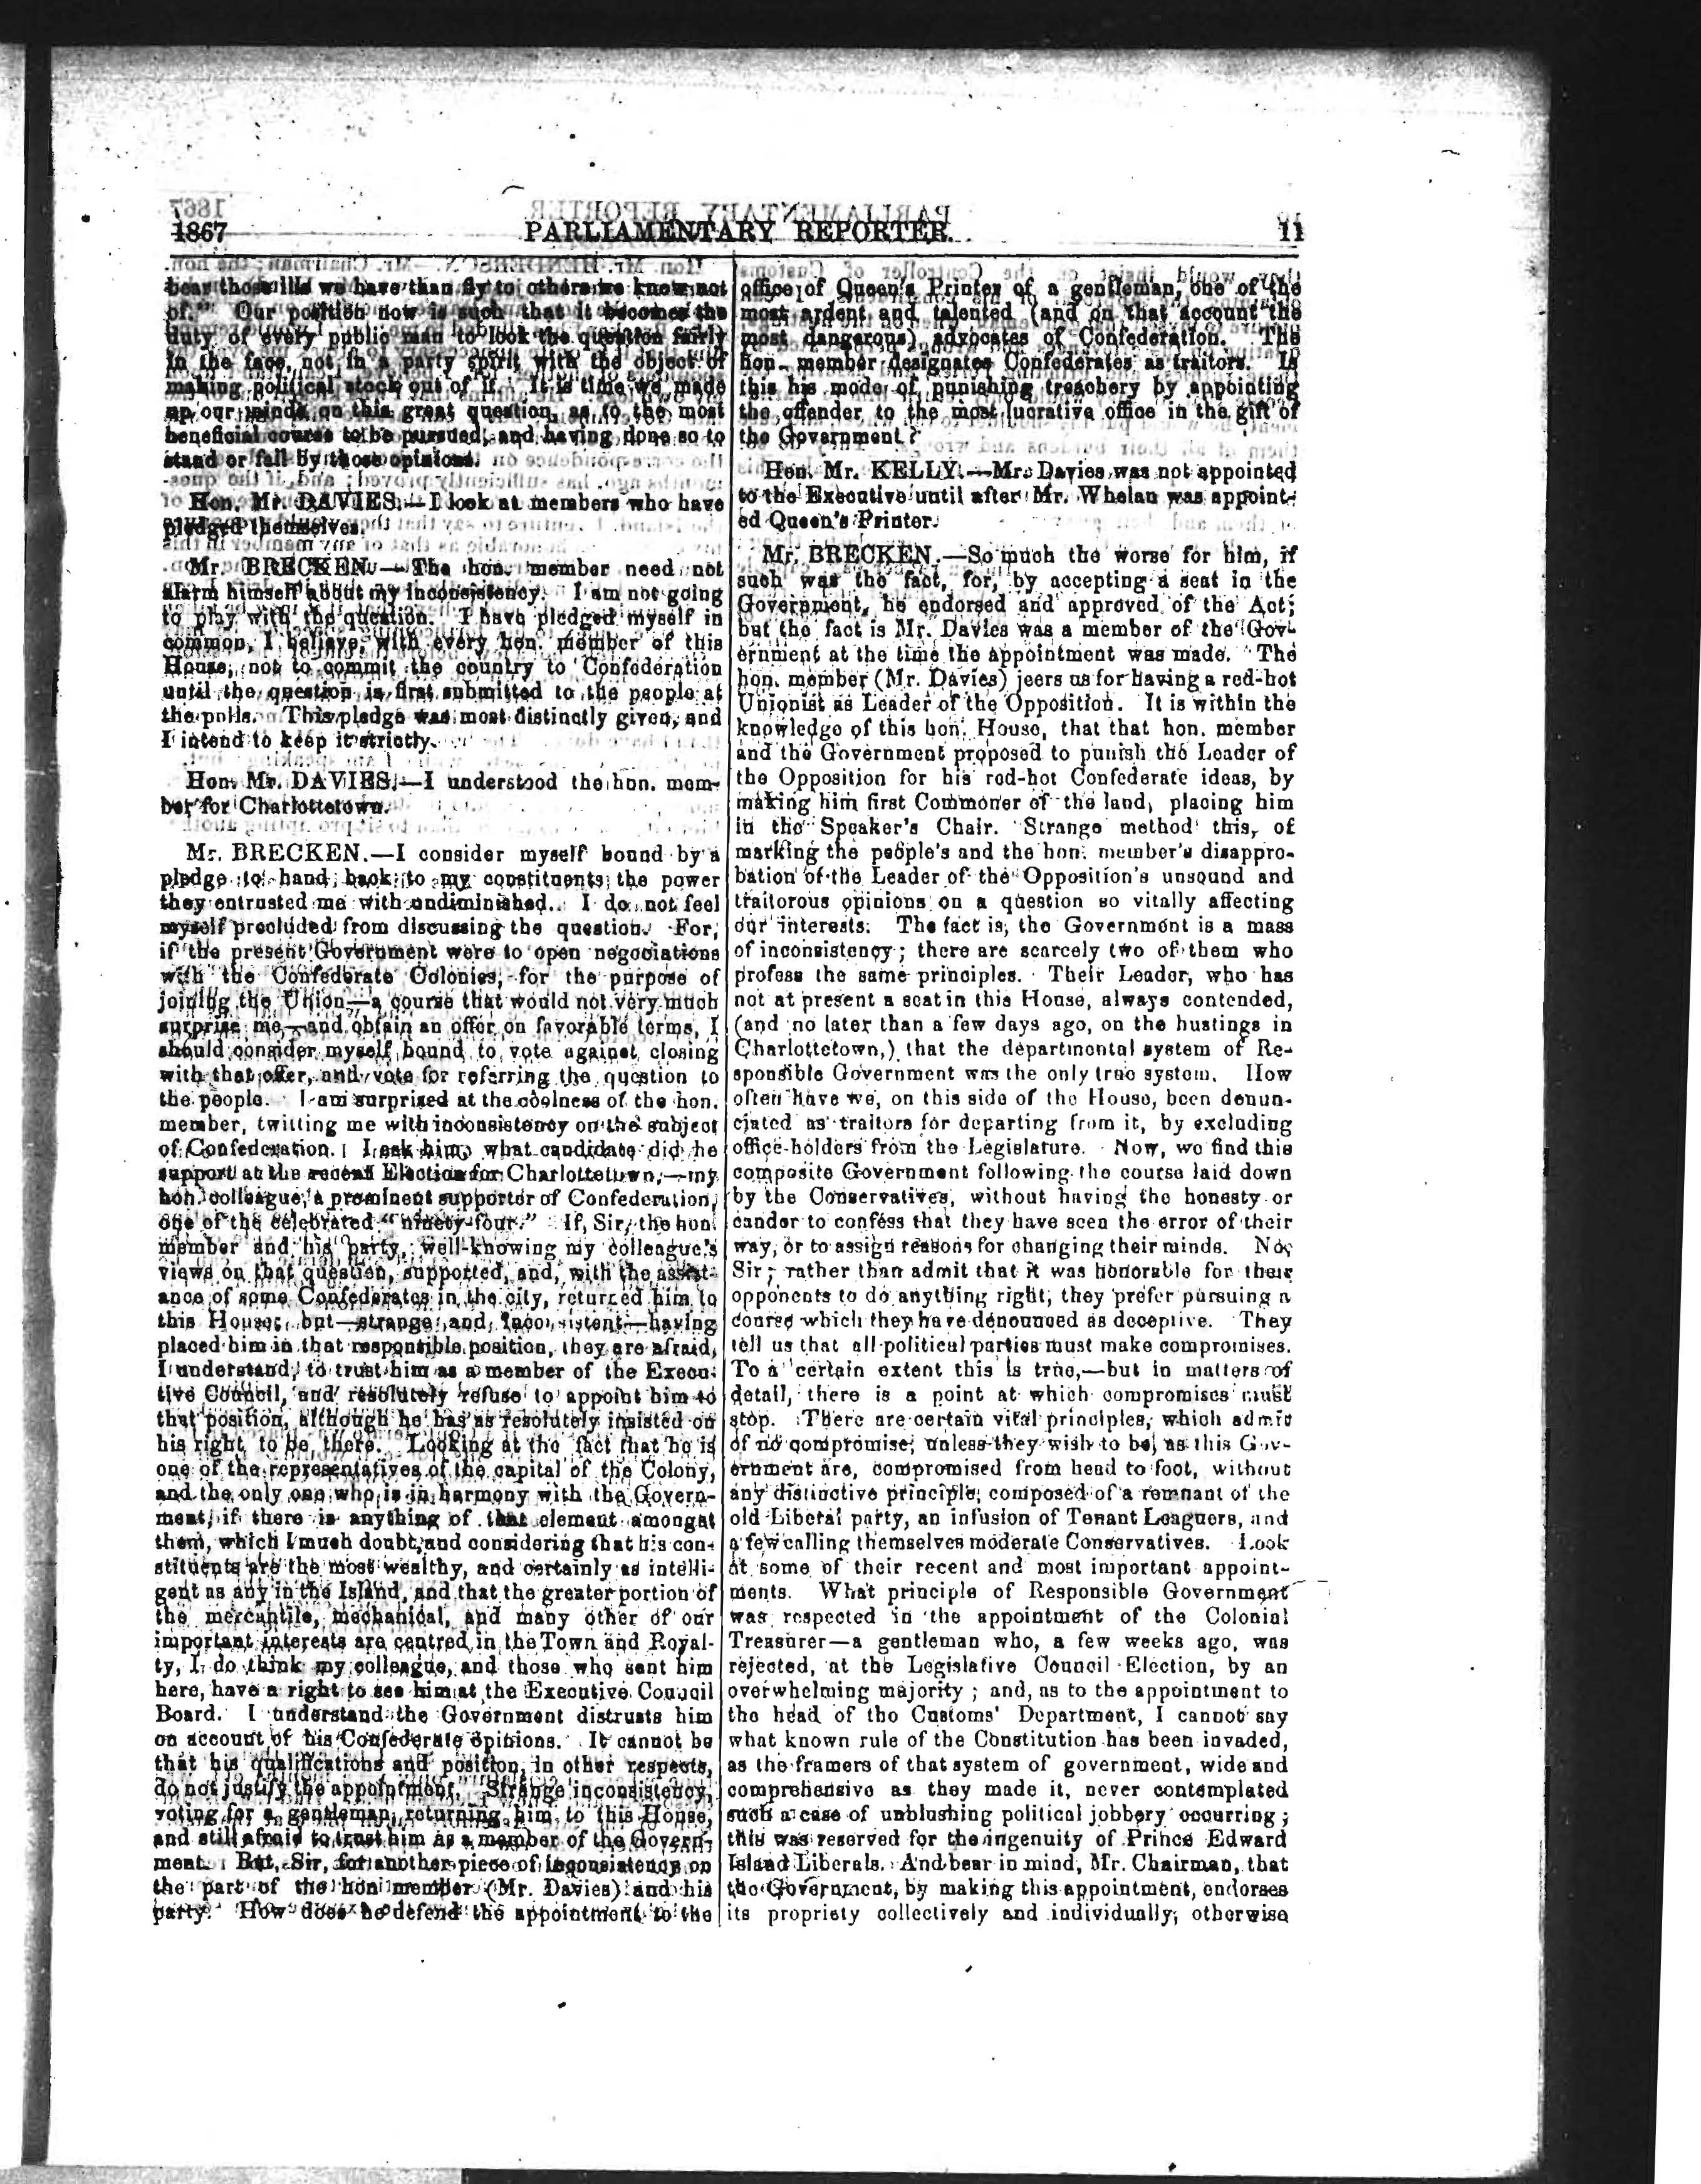 1867 PARLIAMENTARY REPORTER. 11
bear those ills we have than fly to others we know not
of." Our position now is such that it becomes the
duty of every public man to look the question fairly
in the face, not in a party spirit with the object of
making political stock out of it. It is time we made
up our minds on this great question, as to the most
beneficial course to be pursued, and having done so to
stand or fall by those opinions.
Hon. Mr. DAVIES.—I look at members who have
pledged themselves.
Mr. BRECKEN.—The hon. member need not
alarm himself about my inconsistency. I am not going
to play with the question. I have pledged myself in
common, I believe, with every hon. member of this
House, not to commit the country to Confederation
until the question is first submitted to the people at
the polls. This pledge was most distinctly given, and
I intend to keep it strictly.
Hon. Mr. DAVIES.—I understood the hon. mem-
ber for Charlottetown.
Mr. BRECKEN.—I consider myself bound by a
pledge to hand back to my constituents the power
they entrusted me with undiminished. I do not feel
myself precluded from discussing the question. For,
if the present Government were to open negociations
with the Confederate Colonies, for the purpose of
joining the Union—a course that would not very much
surprise me,—and obtain an offer on favorable terms, I
should consider myself bound to vote against closing
with that offer, and vote for referring the question to
the people. I am surprised at the coolness of the hon.
member, twitting me with inconsistency on the subject
of Confederation. I ask him, what candidate did he
support at the recent Election for Charlottetown,—my
hon. colleague, a prominent supporter of Confederation,
one of the celebrated "ninety-four." If, Sir, the hon.
member and his party, well-knowing my colleague's
views on that question, supported, and, with the assist-
ance of some Confederates in the city, returned him to
this House; but—strange, and, inconsistent—having
placed him in that responsible position, they are afraid,
I understand, to trust him as a member of the Execu-
tive Council, and resolutely refuse to appoint him to
that position, although he has as resolutely insisted on
his right to be there. Looking at the fact that he is
one of the representatives of the capital of the Colony,
and the only one who is in harmony with the Govern-
ment, if there is anything of that element amongst
them, which I much doubt, and considering that his con-
stituents are the most wealthy, and certainly as intelli-
gent as any in the Island, and that the greater portion of
the mercantile, mechanical, and many other of our
important interests are centred in the Town and Royal-
ty, I do think my colleague, and those who sent him
here, have a right to see him at the Executive Council
Board. I understand the Government distrusts him
on account of his Confederate opinions. It cannot be
that his qualifications and position, in other respects,
do not justify the appointment. Strange inconsistency,
voting for a gentleman, returning him to this House,
and still afraid to trust him as a member of the Govern-
ment. But, Sir, for another piece of inconsistency on
the part of the hon member (Mr. Davies) and his
party. How does he defend the appointment to the
office of Queen's Printer of a gentleman, one of the
most ardent and talented (and on that account the
most dangerous), advocates of Confederation. The
hon. member designates Confederates as traitors. Is
this his mode of punishing treachery by appointing
the offender to the most lucrative office in the gift of
the Government?
Hon. Mr. KELLY.—Mr. Davies was not appointed
to the Executive until after Mr. Whelan was appoint-
ed Queen's Printer.
Mr. BRECKEN.—So much the worse for him, if
such was the fact, for, by accepting a seat in the
Government, he endorsed and approved of the Act;
but the fact is Mr. Davies was a member of the Gov-
ernment at the time the appointment was made. The
hon. member (Mr. Davies) jeers us for having a red-hot
Unionist as Leader of the Opposition. It is within the
knowledge of this hon. House, that that hon. member
and the Government proposed to punish the Leader of
the Opposition for his red-hot Confederate ideas, by
making him first Commoner of the land, placing him
in the Speaker's Chair. Strange method this, of
marking the people's and the hon. member's disappro-
bation of the Leader of the Opposition's unsound and
traitorous opinions on a question so vitally affecting
our interests. The fact is, the Government is a mass
of inconsistency; there are scarcely two of them who
profess the same principles. Their Leader, who has
not at present a seat in this House, always contended,
(and no later than a few days ago, on the hustings in
Charlottetown,) that the departmental system of Re-
sponsible Government was the only true system. How
often have we, on this side of the House, been denun-
ciated as traitors for departing from it, by excluding
office-holders from the Legislature. Now, we find this
composite Government following the course laid down
by the Conservatives, without having the honesty or
candor to confess that they have seen the error of their
way, or to assign reasons for changing their minds. No,
Sir; rather than admit that it was honorable for their
opponents to do anything right, they prefer pursuing a
course which they have denounced as deceptive. They
tell us that all political parties must make compromises.
To a certain extent this is true,—but in matters of
detail, there is a point at which compromises must
stop. There are certain vital principles, which admit
of no compromise, unless they wish to be, as this Gov-
ernment are, compromised from head to foot, without
any distinctive principle; composed of a remnant of the
old Liberal party, an infusion of Tenant Leaguers, and
a few calling themselves moderate Conservatives. Look
at some of their recent and most important appoint-
ments. What principle of Responsible Government
was respected in the appointment of the Colonial
Treasurer—a gentleman who, a few weeks ago, was
rejected, at the Legislative Council Election, by an
overwhelming majority; and, as to the appointment to
the head of the Customs' Department, I cannot say
what known rule of the Constitution has been invaded,
as the framers of that system of government, wide and
comprehensive as they made it, never contemplated
such a case of unblushing political jobbery occurring;
this was reserved for the ingenuity of Prince Edward
Island Liberals. And bear in mind, Mr. Chairman, that
the Government, by making this appointment, endorses
its propriety collectively and individually, otherwise